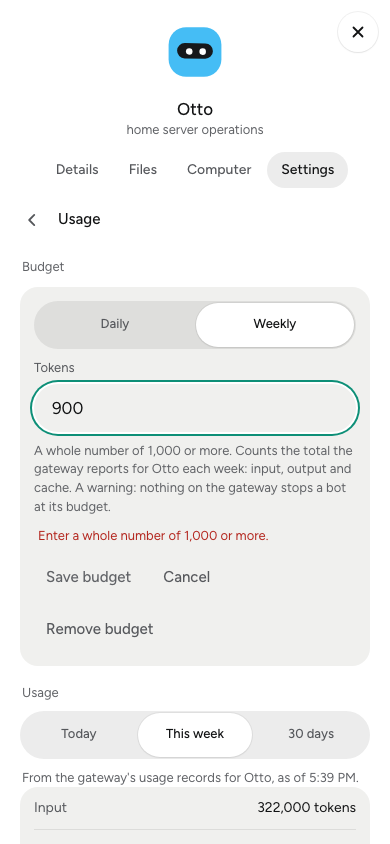 Otto
home server operations
Details Files Computer Settings
Usage
Budget
Daily Weekly
Tokens
900
A whole number of 1,000 or more. Counts the total the
gateway reports for Otto each week: input, output and
cache. A warning: nothing on the gateway stops a bot
at its budget.
Enter a whole number of 1,000 or more.
Save budget Cancel
Remove budget
Usage
Today This week 30 days
From the gateway's usage records for Otto, as of 5:39 PM.
Input 322,000 tokens